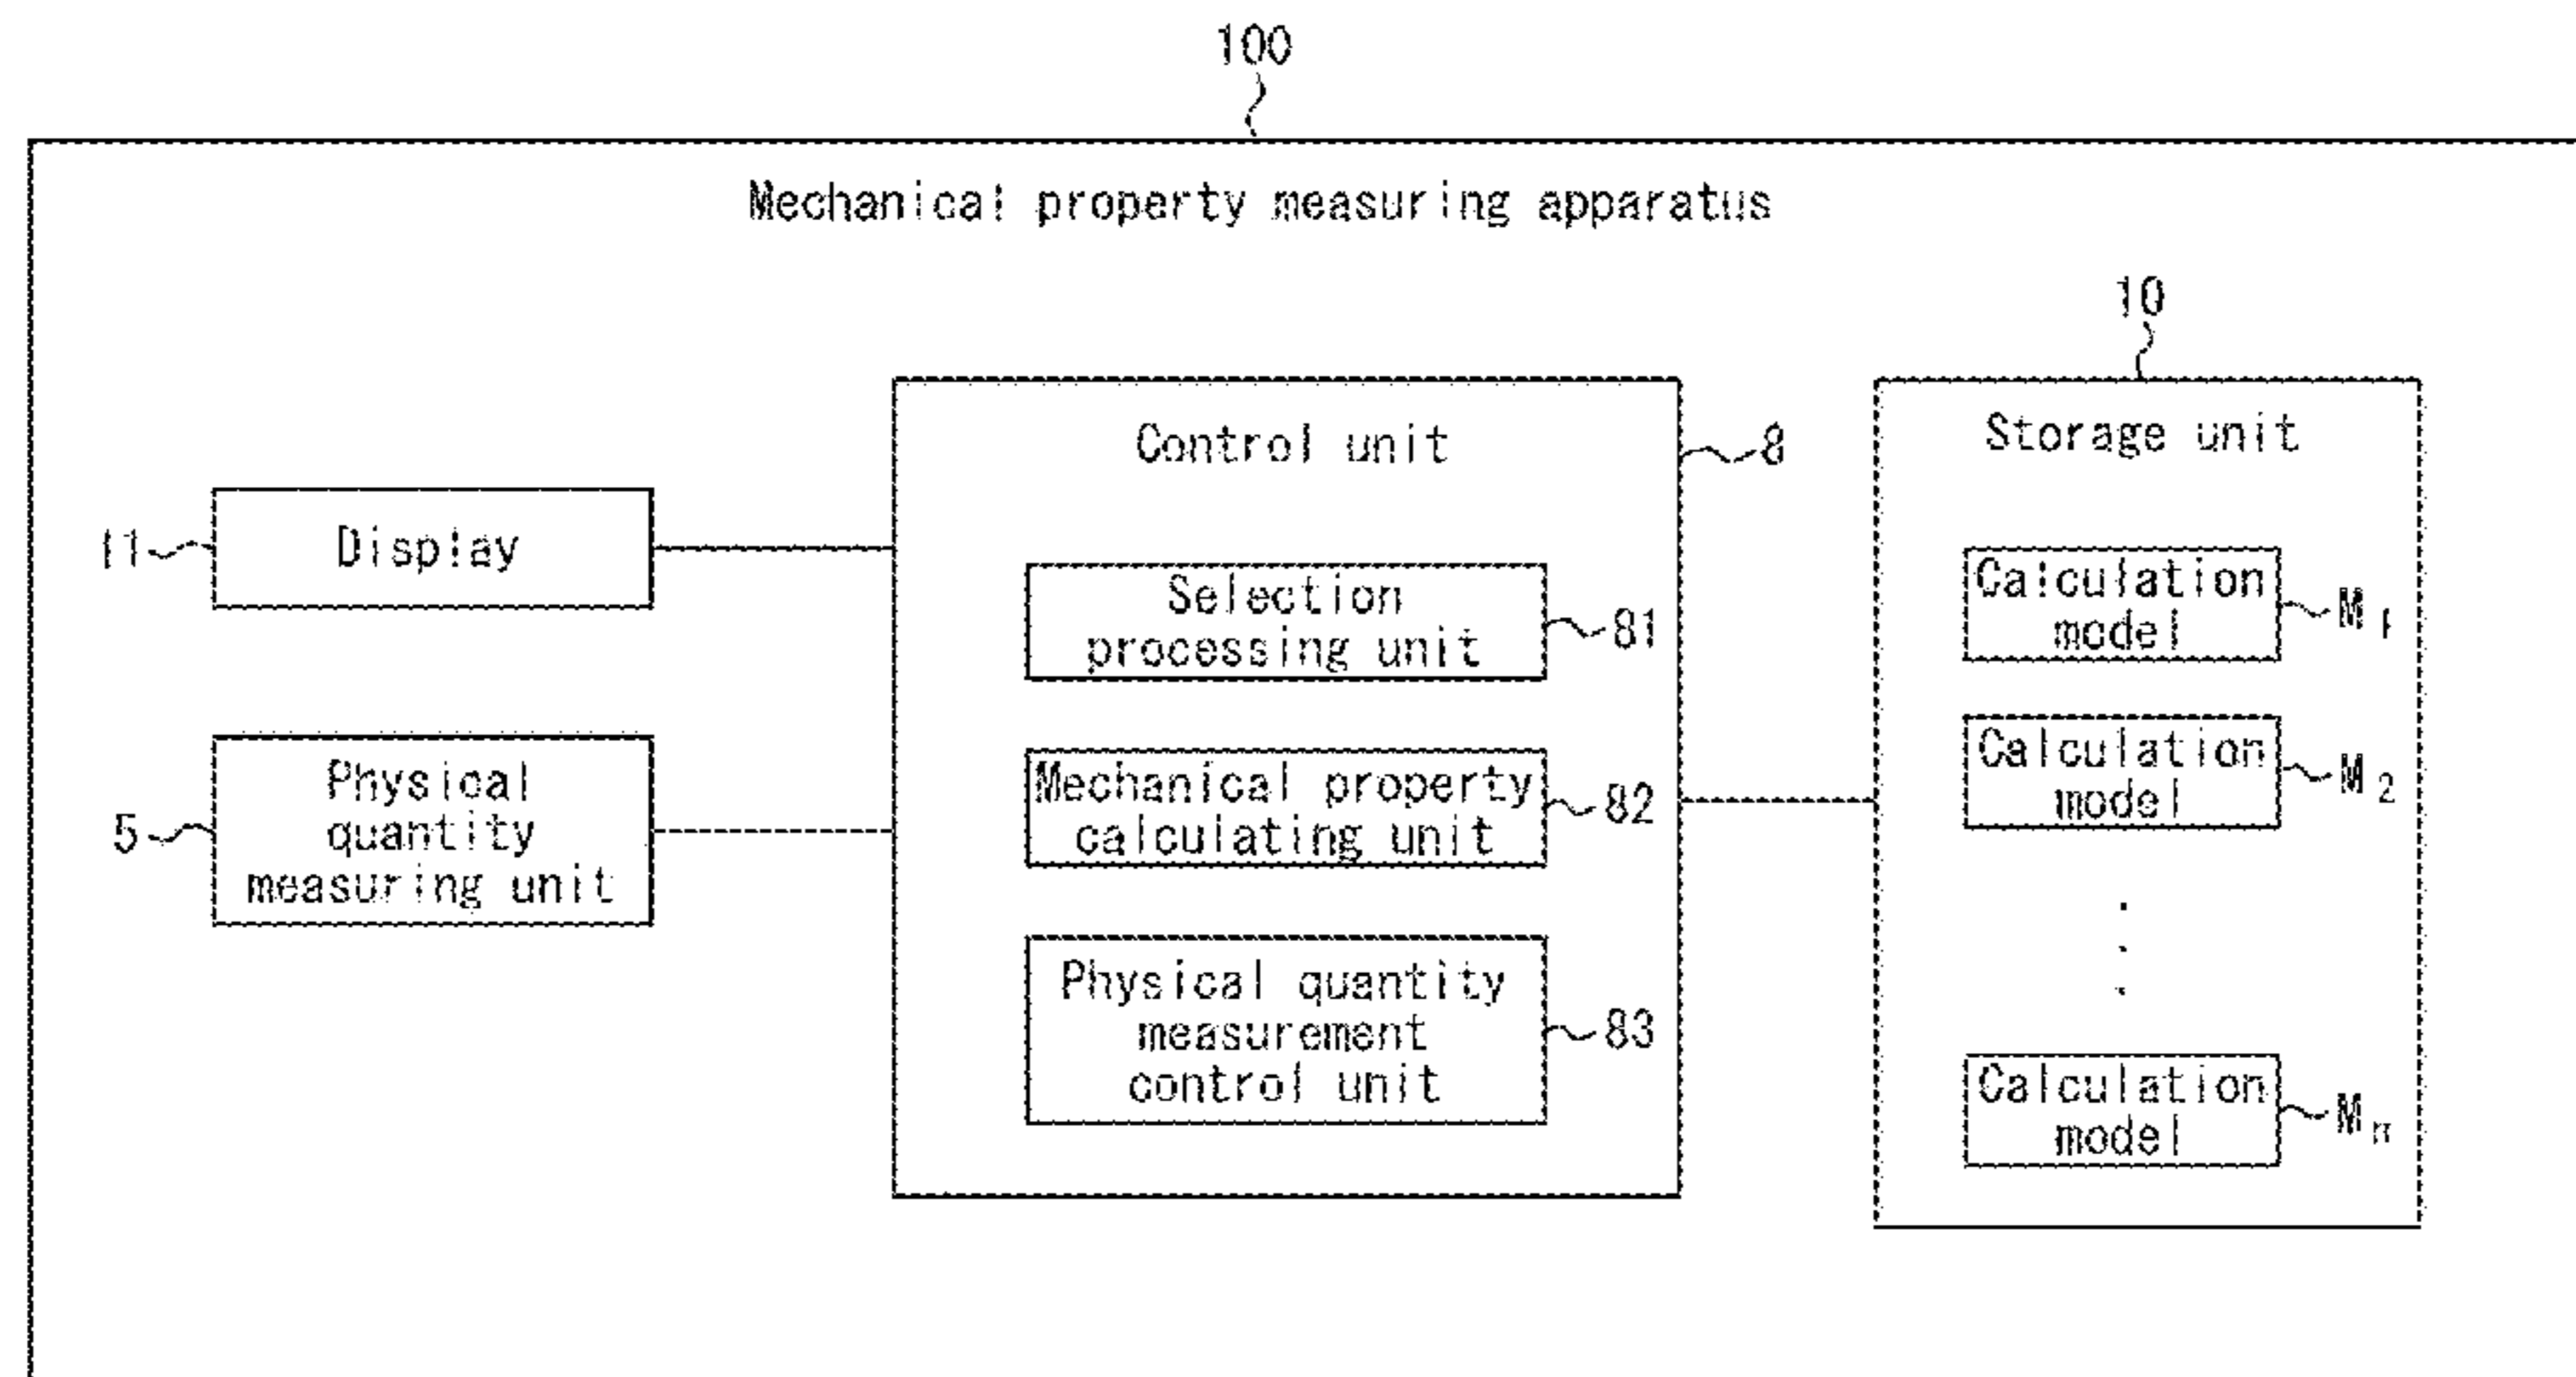 100
Mechanical property measuring apparatus
11
Display
5
Physical
quantity
measuring unit
Control unit
8
Selection
processing unit
81
Mechanical property
calculating unit
82
Physical quantity
measurement
control unit
83
10
Storage unit
Calculation
model
M1
Calculation
model
M2
Calculation
model
Mn